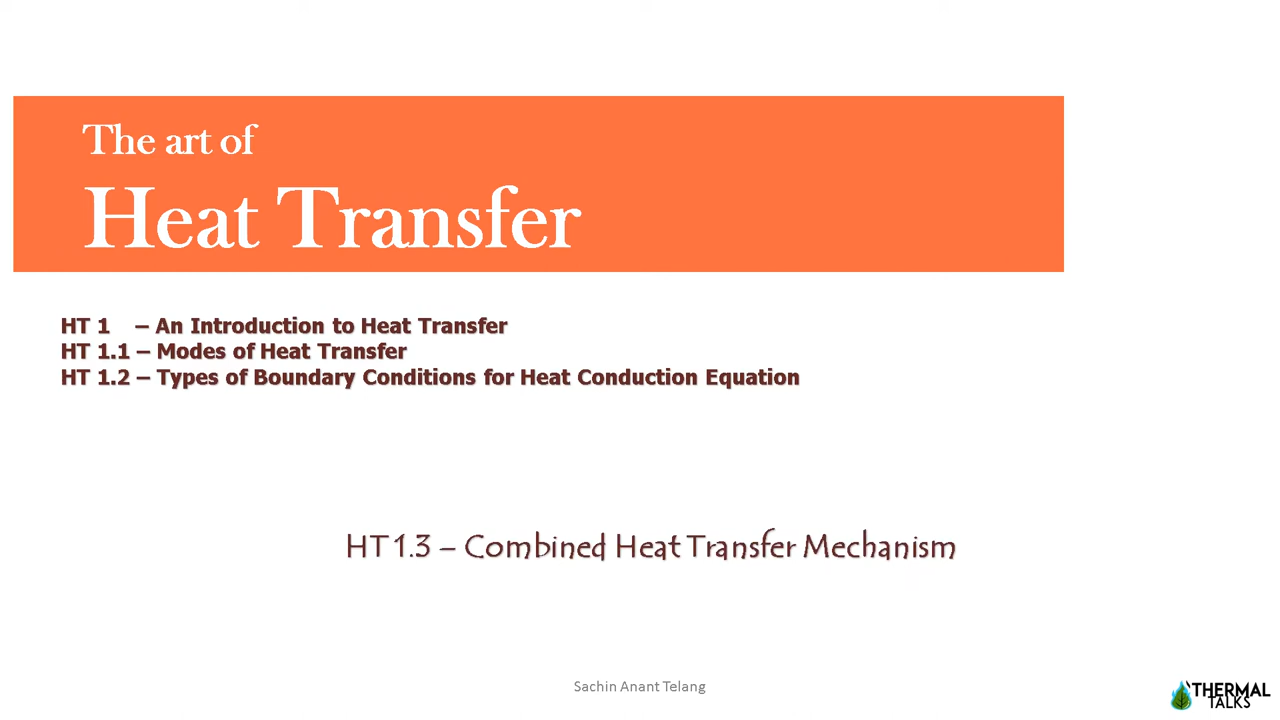 The art of
Heat Transfer
HT 1 – An Introduction to Heat Transfer
HT 1.1 – Modes of Heat Transfer
HT 1.2 – Types of Boundary Conditions for Heat Conduction Equation
HT 1.3 – Combined Heat Transfer Mechanism
Sachin Anant Telang
THERMAL
TALKS